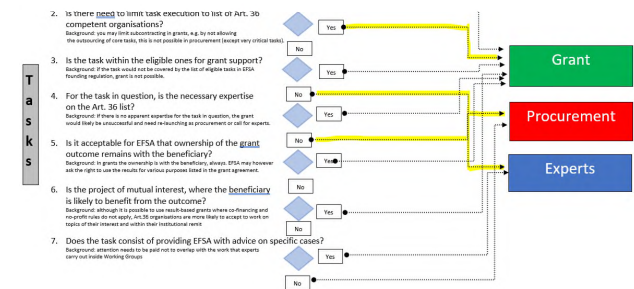 2. Is there need to limit task execution to list of Art. 36
competent organisations?
Background: you may limit subcontracting in grants, e.g. by not allowing
the outsourcing of core tasks, this is not possible in procurement (except very critical tasks).
Yes
No
3. Is the task within the eligible ones for grant support?
Background: If the task would not be covered by the list of eligible tasks in EFSA
founding regulation, grant is not possible.
Yes
No
4. For the task in question, is the necessary expertise
on the Art. 36 list?
Background: if there is no apparent expertise for the task in question, the grant
would likely be unsuccessful and need re-launching as procurement or call for experts.
Yes
No
5. Is it acceptable for EFSA that ownership of the grant
outcome remains with the beneficiary?
Background: in grants the ownership is with the beneficiary, always. EFSA may however
ask the right to use the results for various purposes listed in the grant agreement.
Yes
No
6. Is the project of mutual interest, where the beneficiary
is likely to benefit from the outcome?
Background: although it is possible to use result-based grants where co-financing and
no-profit rules do not apply, Art.36 organisations are more likely to accept to work on
topics of their interest and within their institutional remit
Yes
No
7. Does the task consist of providing EFSA with advice on specific cases?
Background: attention needs to be paid not to overlap with the work that experts
carry out inside Working Groups
Yes
No
Tasks
Grant
Procurement
Experts